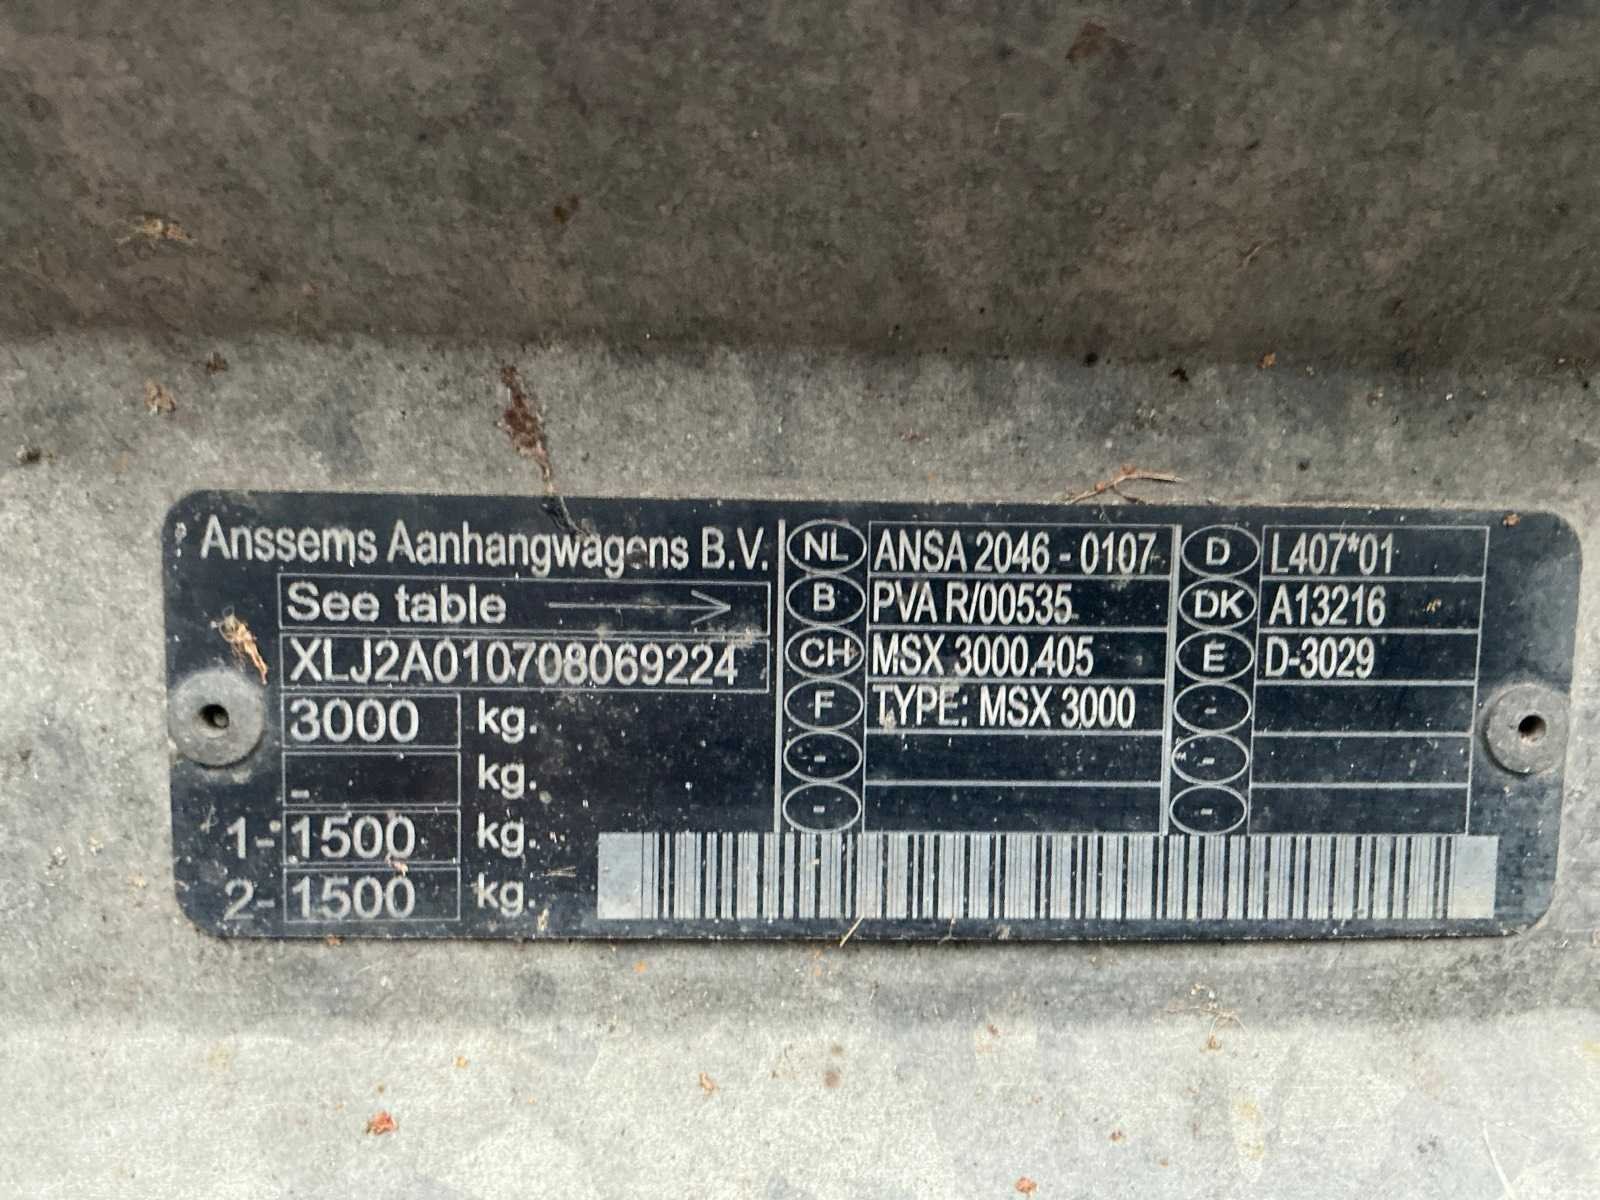 Anssems Aanhangwagens B.V.
See table
XLJ2A010708069224
3000 kg.
- kg.
1- 1500 kg.
2- 1500 kg.
NL ANSA 2046 - 0107
B PVA R/00535
CH MSX 3000.405
F TYPE: MSX 3000
-
-
D L407*01
DK A13216
E D-3029
-
-
-